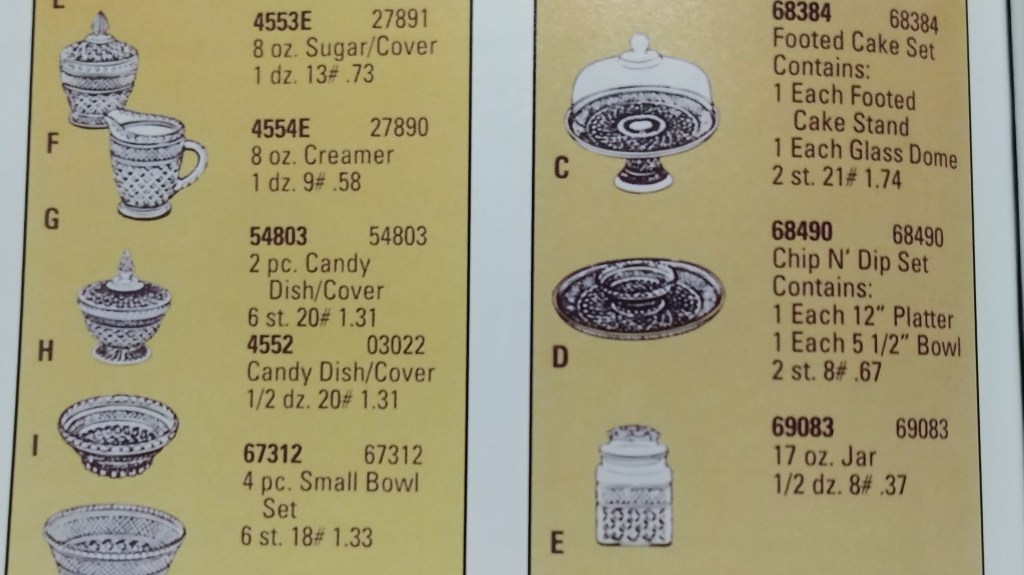 E
4553E 27891
8 oz. Sugar/Cover
1 dz. 13# .73
F
4554E 27890
8 oz. Creamer
1 dz. 9# .58
G
54803 54803
2 pc. Candy
Dish/Cover
6 st. 20# 1.31
H
4552 03022
Candy Dish/Cover
1/2 dz. 20# 1.31
I
67312 67312
4 pc. Small Bowl
Set
6 st. 18# 1.33
68384 68384
Footed Cake Set
Contains:
1 Each Footed
Cake Stand
1 Each Glass Dome
2 st. 21# 1.74
C
68490 68490
Chip N' Dip Set
Contains:
1 Each 12" Platter
1 Each 5 1/2" Bowl
2 st. 8# .67
D
69083 69083
17 oz. Jar
1/2 dz. 8# .37
E